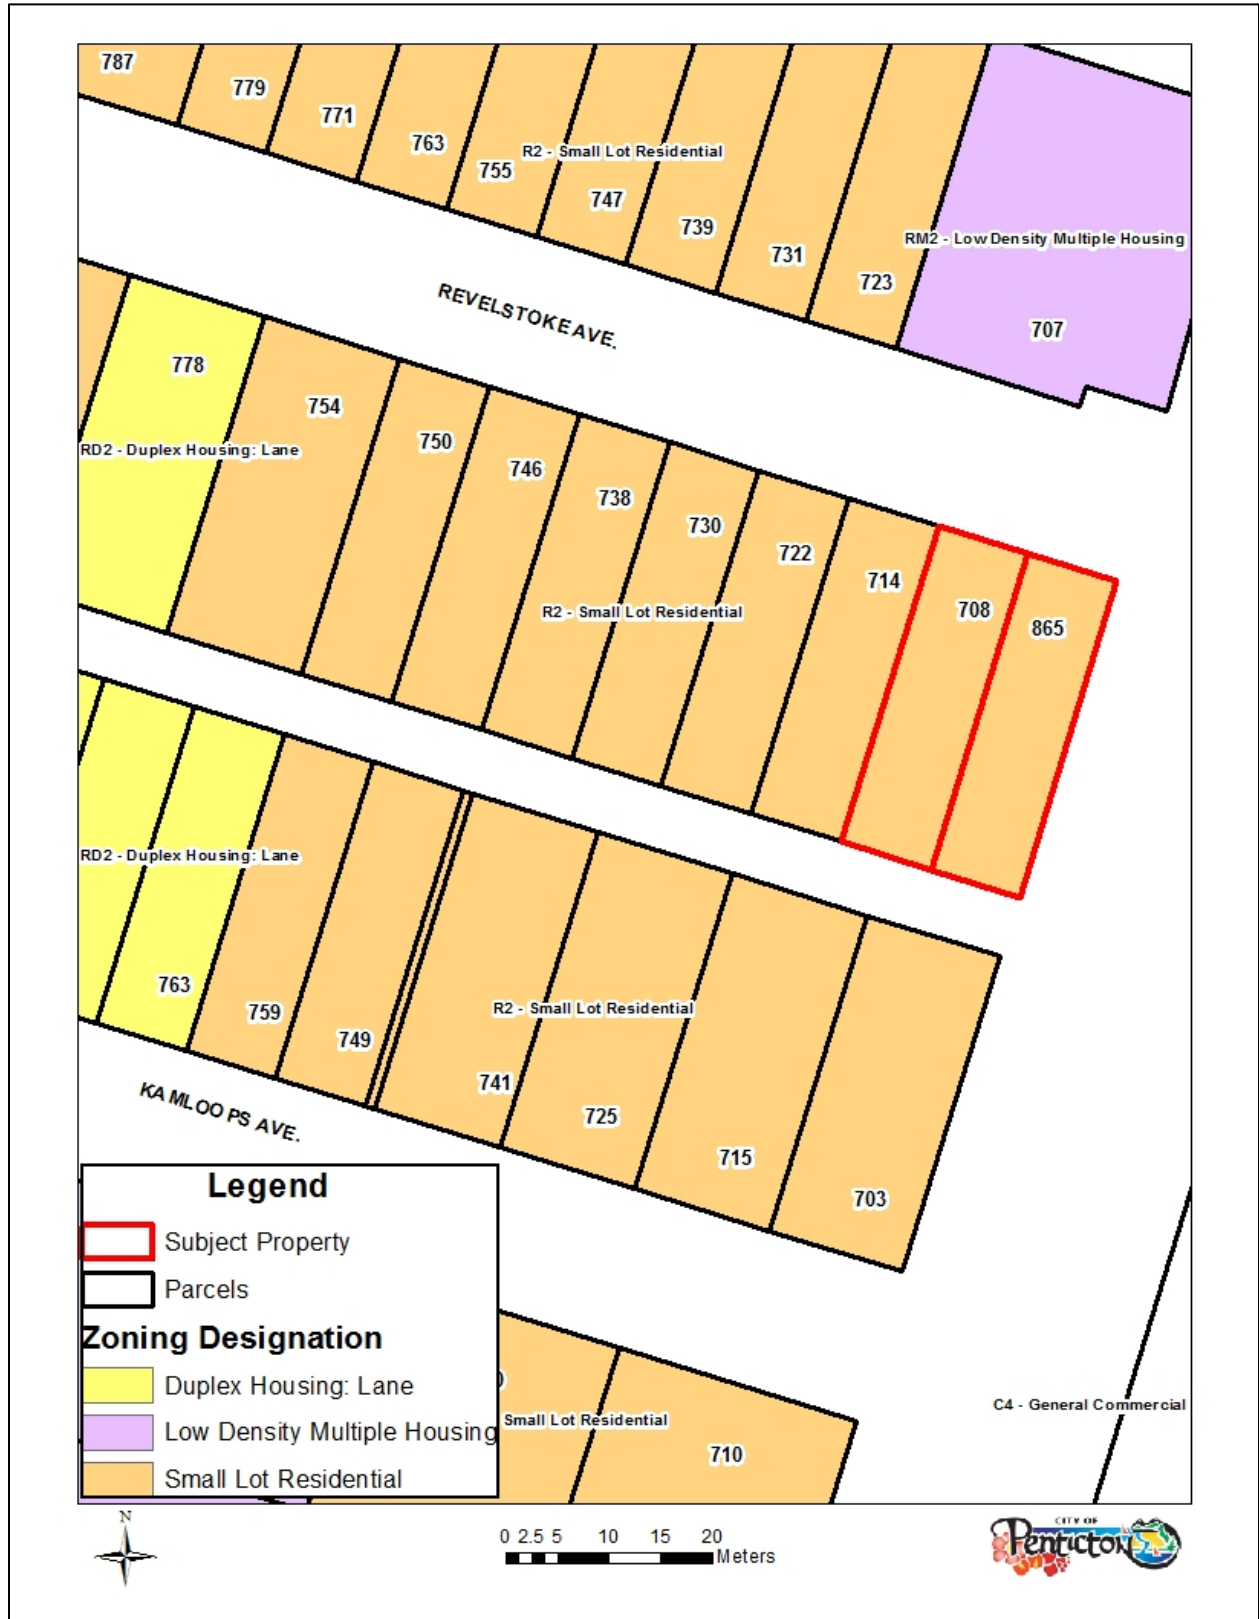 787
779
771
763
755
R2 - Small Lot Residential
747
739
731
723
RM2 - Low Density Multiple Housing
707
REVELSTOKE AVE.
778
754
RD2 - Duplex Housing: Lane
750
746
738
730
722
714
708
865
R2 - Small Lot Residential
RD2 - Duplex Housing: Lane
763
759
749
R2 - Small Lot Residential
741
725
715
703
KAMLOOPS AVE.
Legend
Subject Property
Parcels
Zoning Designation
Duplex Housing: Lane
Low Density Multiple Housing
Small Lot Residential
Small Lot Residential
710
C4 - General Commercial
N
0 2.5 5 10 15 20
Meters
CITY OF
Penticton